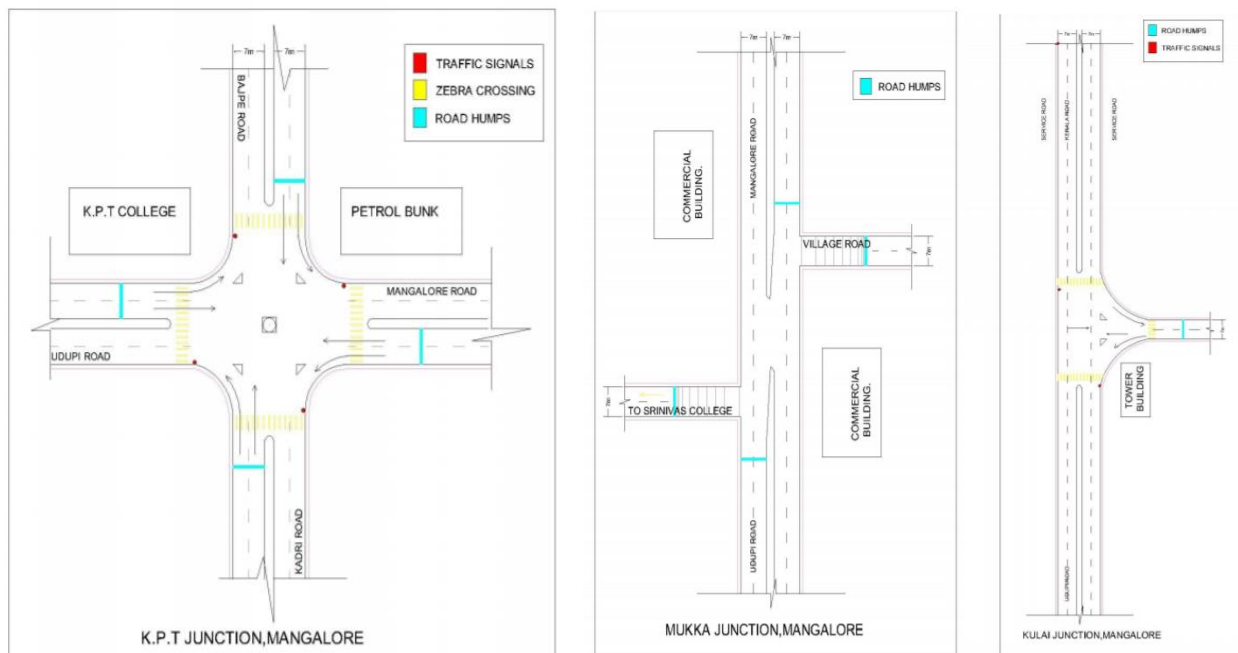 7m
7m
TRAFFIC SIGNALS
ZEBRA CROSSING
ROAD HUMPS
BAJPE ROAD
K.P.T COLLEGE
PETROL BUNK
MANGALORE ROAD
UDUPI ROAD
KADRI ROAD
K.P.T JUNCTION,MANGALORE
7m
7m
ROAD HUMPS
COMMERCIAL
BUILDING.
MANGALORE ROAD
VILLAGE ROAD
7m
7m
TO SRINIVAS COLLEGE
COMMERCIAL
BUILDING.
UDUPI ROAD
MUKKA JUNCTION,MANGALORE
ROAD HUMPS
TRAFFIC SIGNALS
SERVICE ROAD
KERALA ROAD
SERVICE ROAD
TOWER
BUILDING
UDUPI ROAD
KULAI JUNCTION,MANGALORE